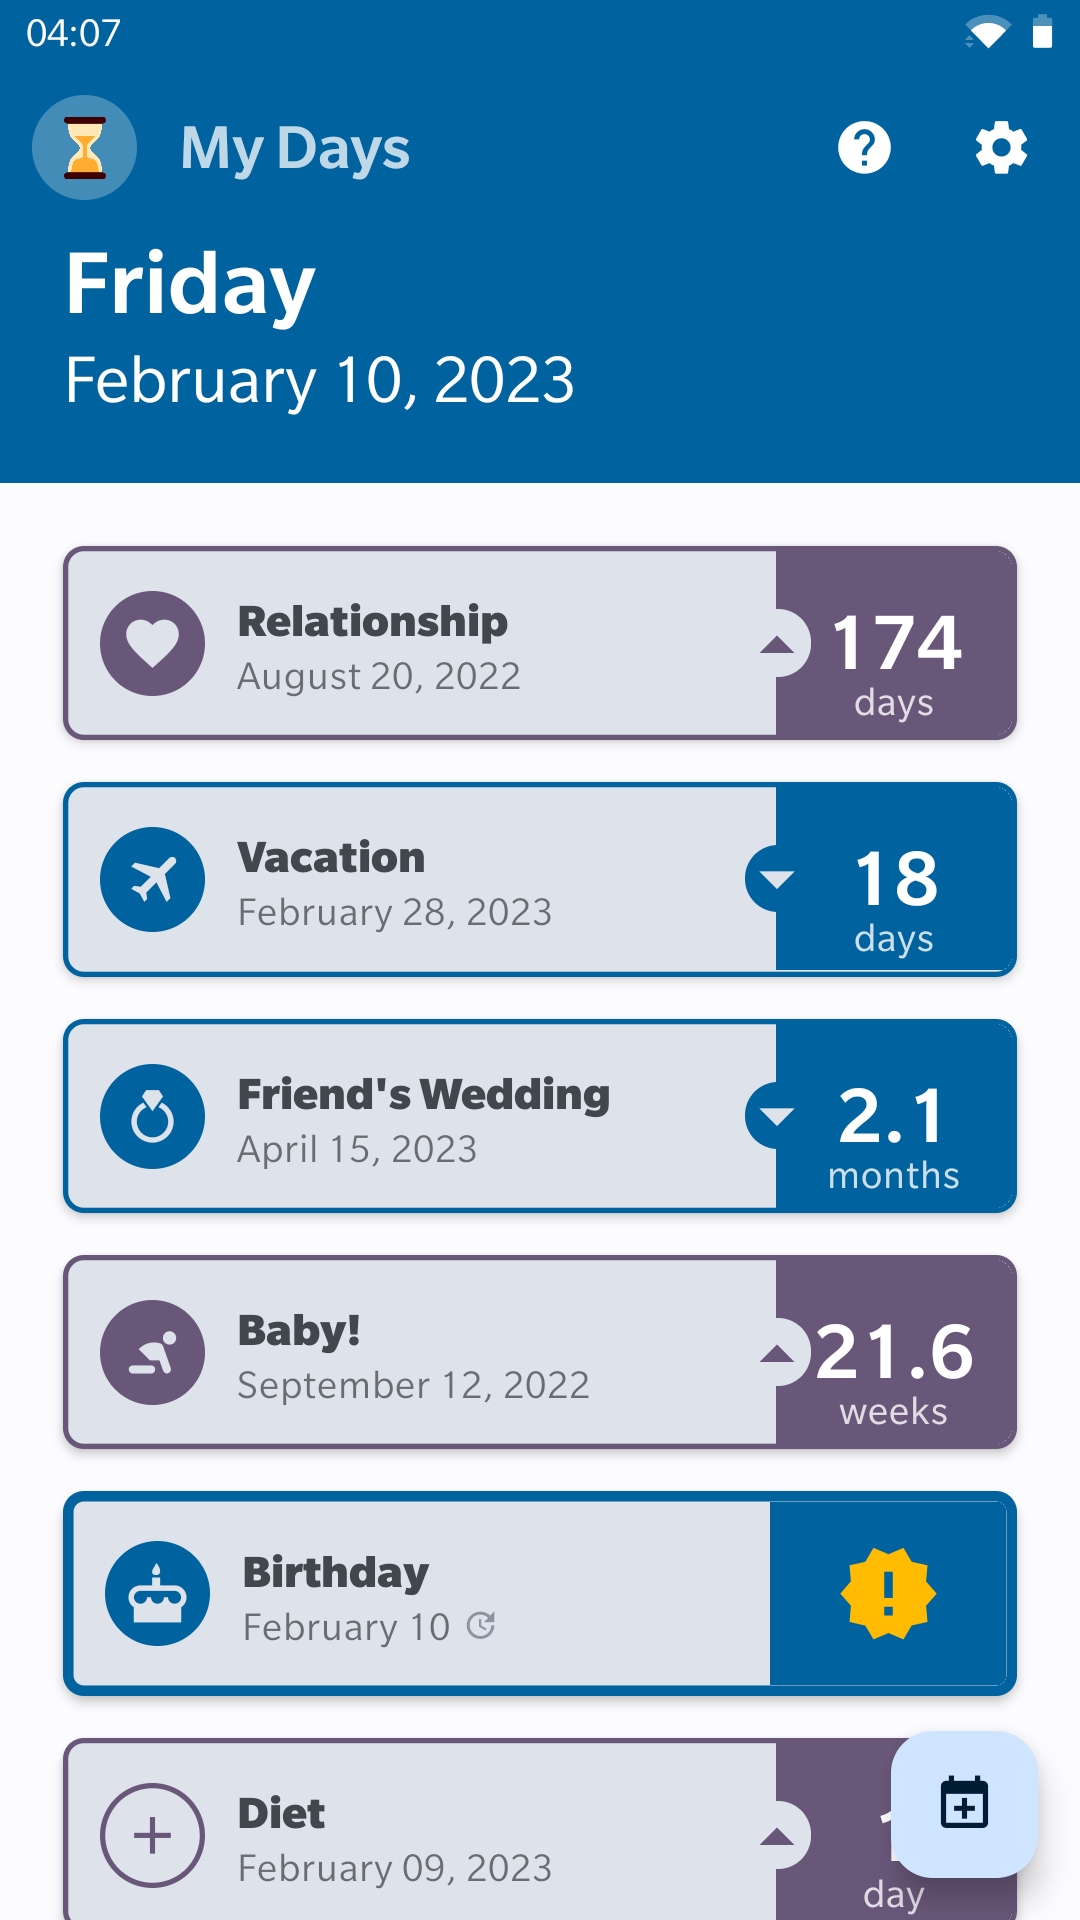 04:07
My Days
Friday
February 10, 2023
Relationship
August 20, 2022
174
days
Vacation
February 28, 2023
18
days
Friend's Wedding
April 15, 2023
2.1
months
Baby!
September 12, 2022
21.6
weeks
Birthday
February 10
Diet
February 09, 2023
day